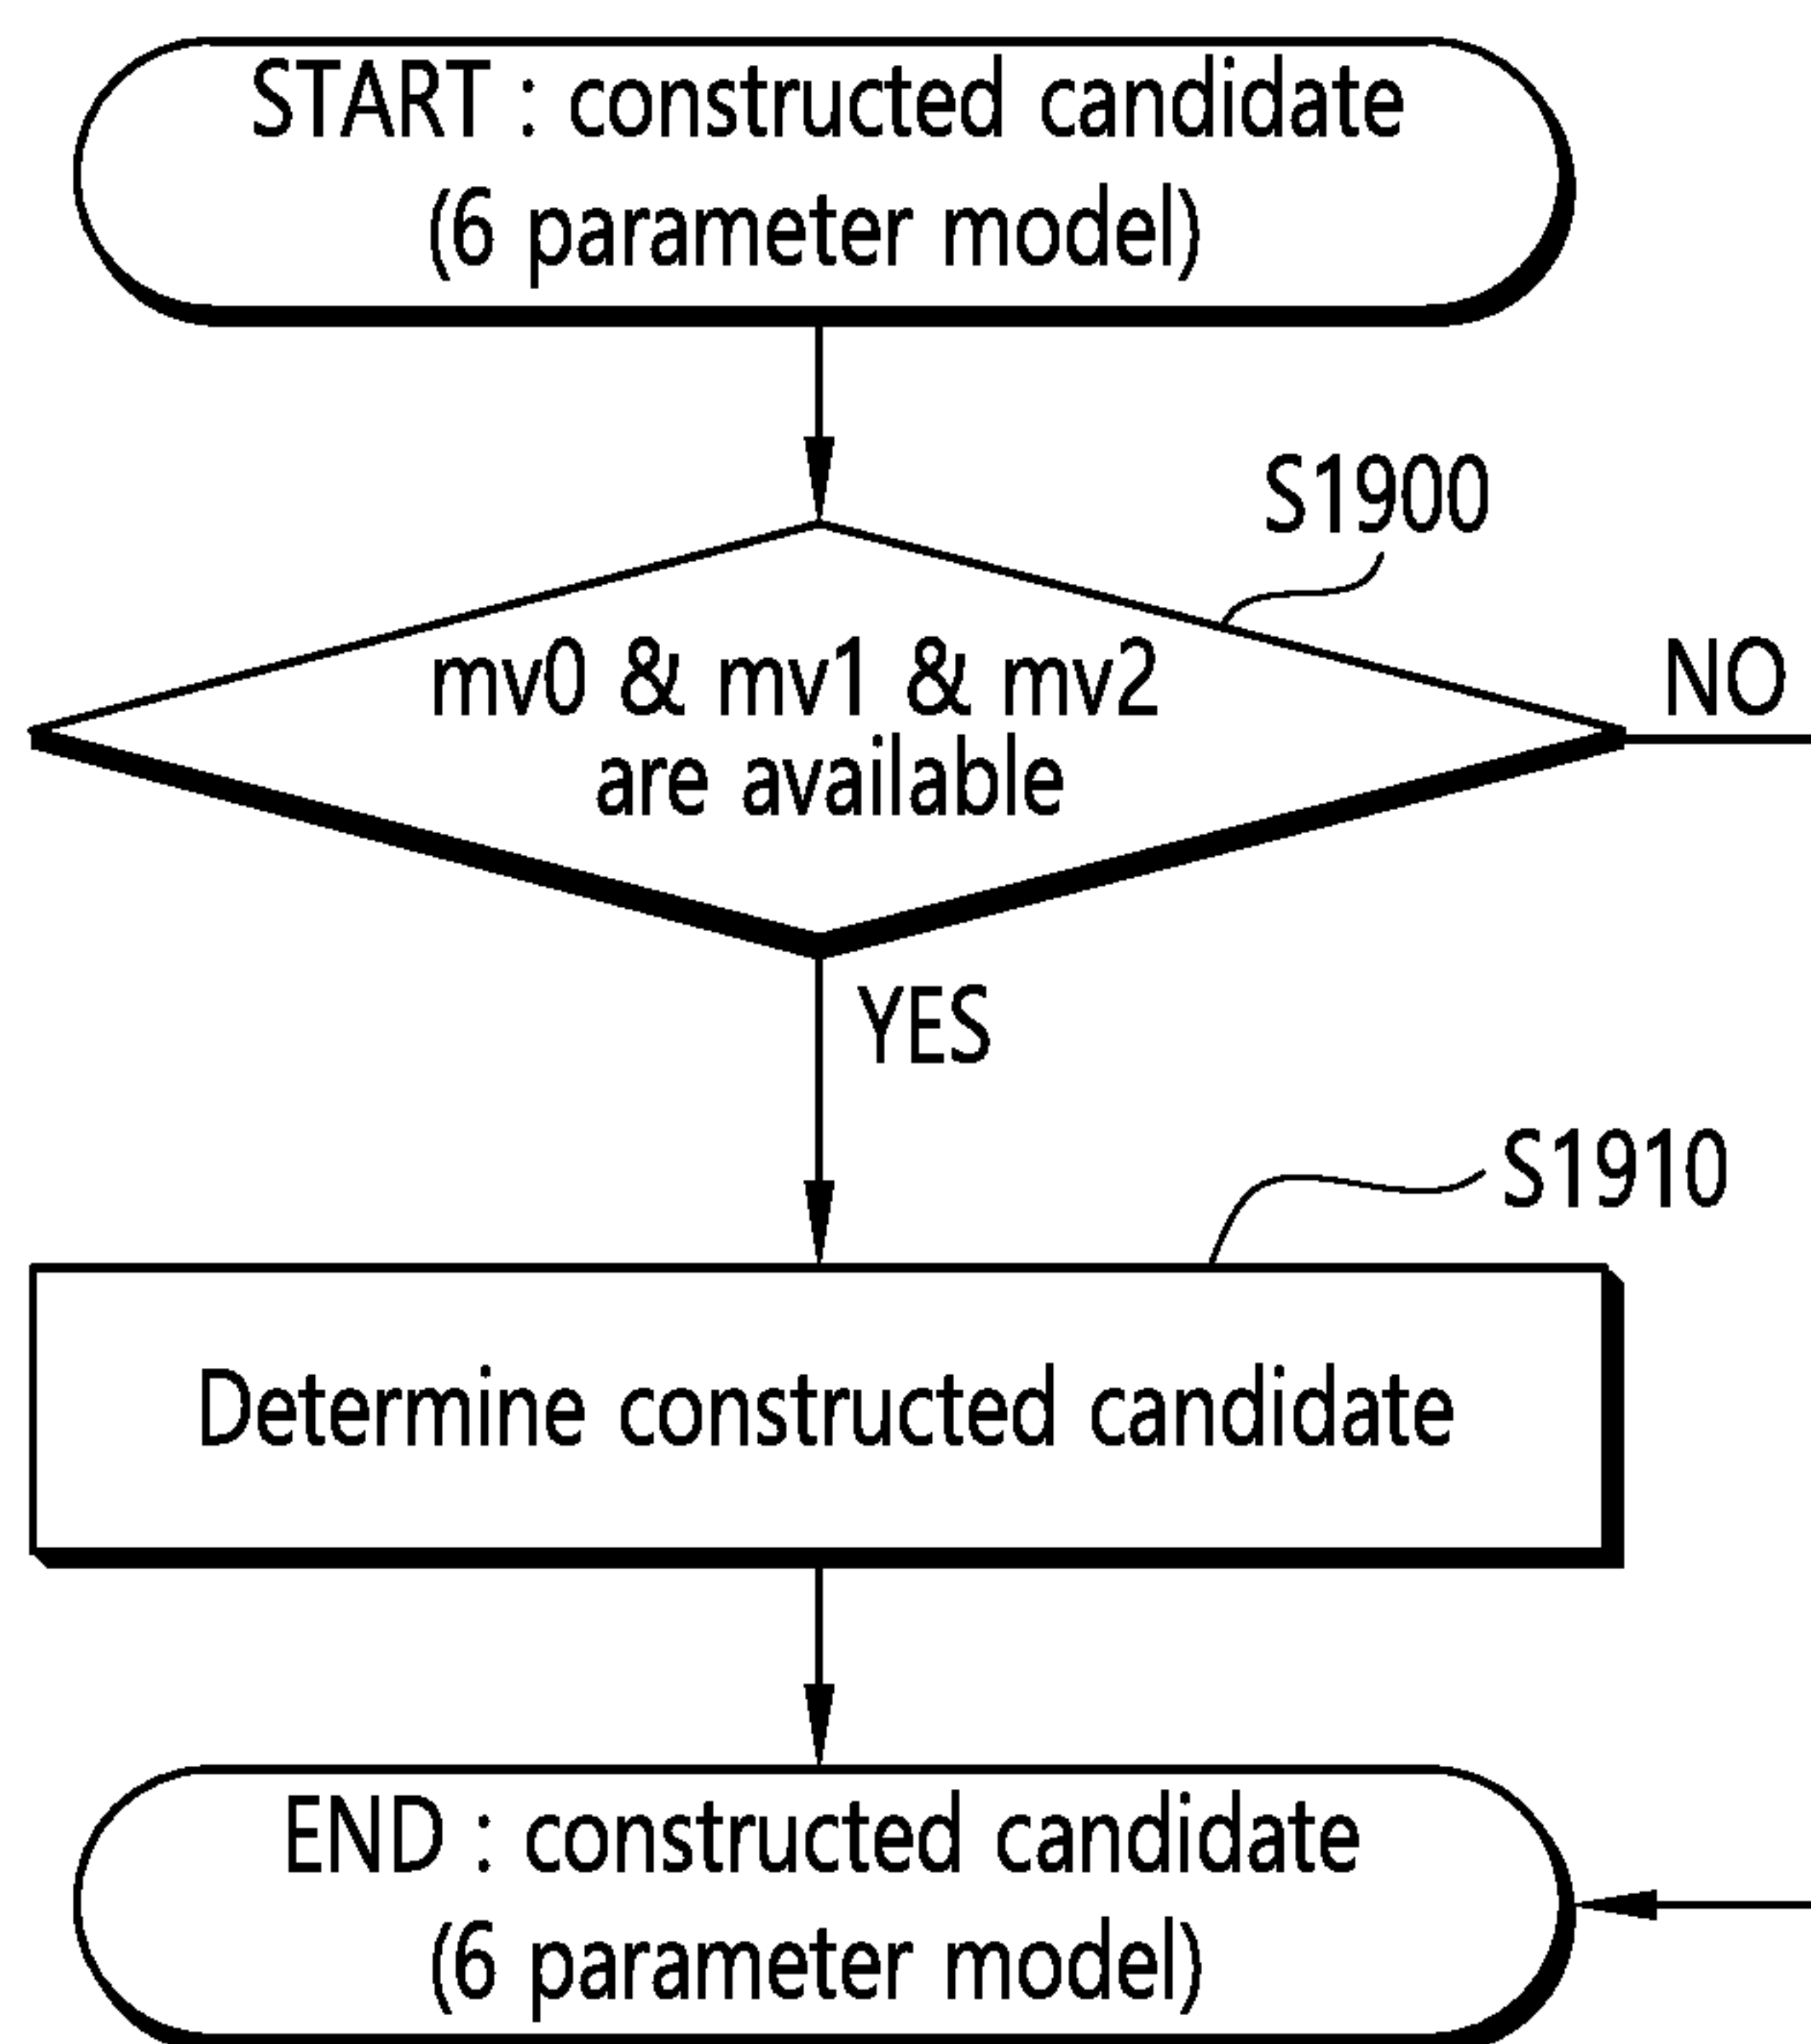 START : constructed candidate
(6 parameter model)
S1900
mv0 & mv1 & mv2
are available
NO
YES
S1910
Determine constructed candidate
END : constructed candidate
(6 parameter model)